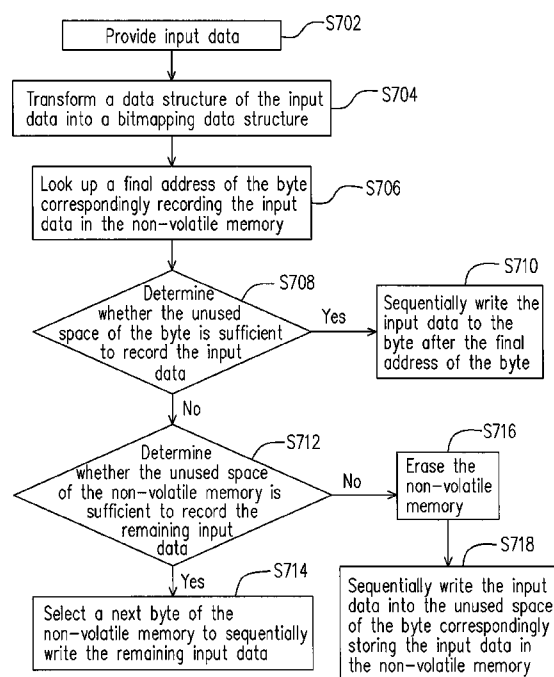 Provide input data
S702
Transform a data structure of the input
data into a bitmapping data structure
S704
Look up a final address of the byte
correspondingly recording the input
data in the non-volatile memory
S706
Determine
whether the unused
space of the byte is sufficient
to record the input
data
S708
Yes
S710
Sequentially write the
input data to the
byte after the final
address of the byte
No
Determine
whether the unused space
of the non-volatile memory is
sufficient to record the
remaining input
data
S712
No
S716
Erase the
non-volatile
memory
Yes
S714
Select a next byte of the
non-volatile memory to sequentially
write the remaining input data
S718
Sequentially write the input
data into the unused space
of the byte correspondingly
storing the input data in
the non-volatile memory